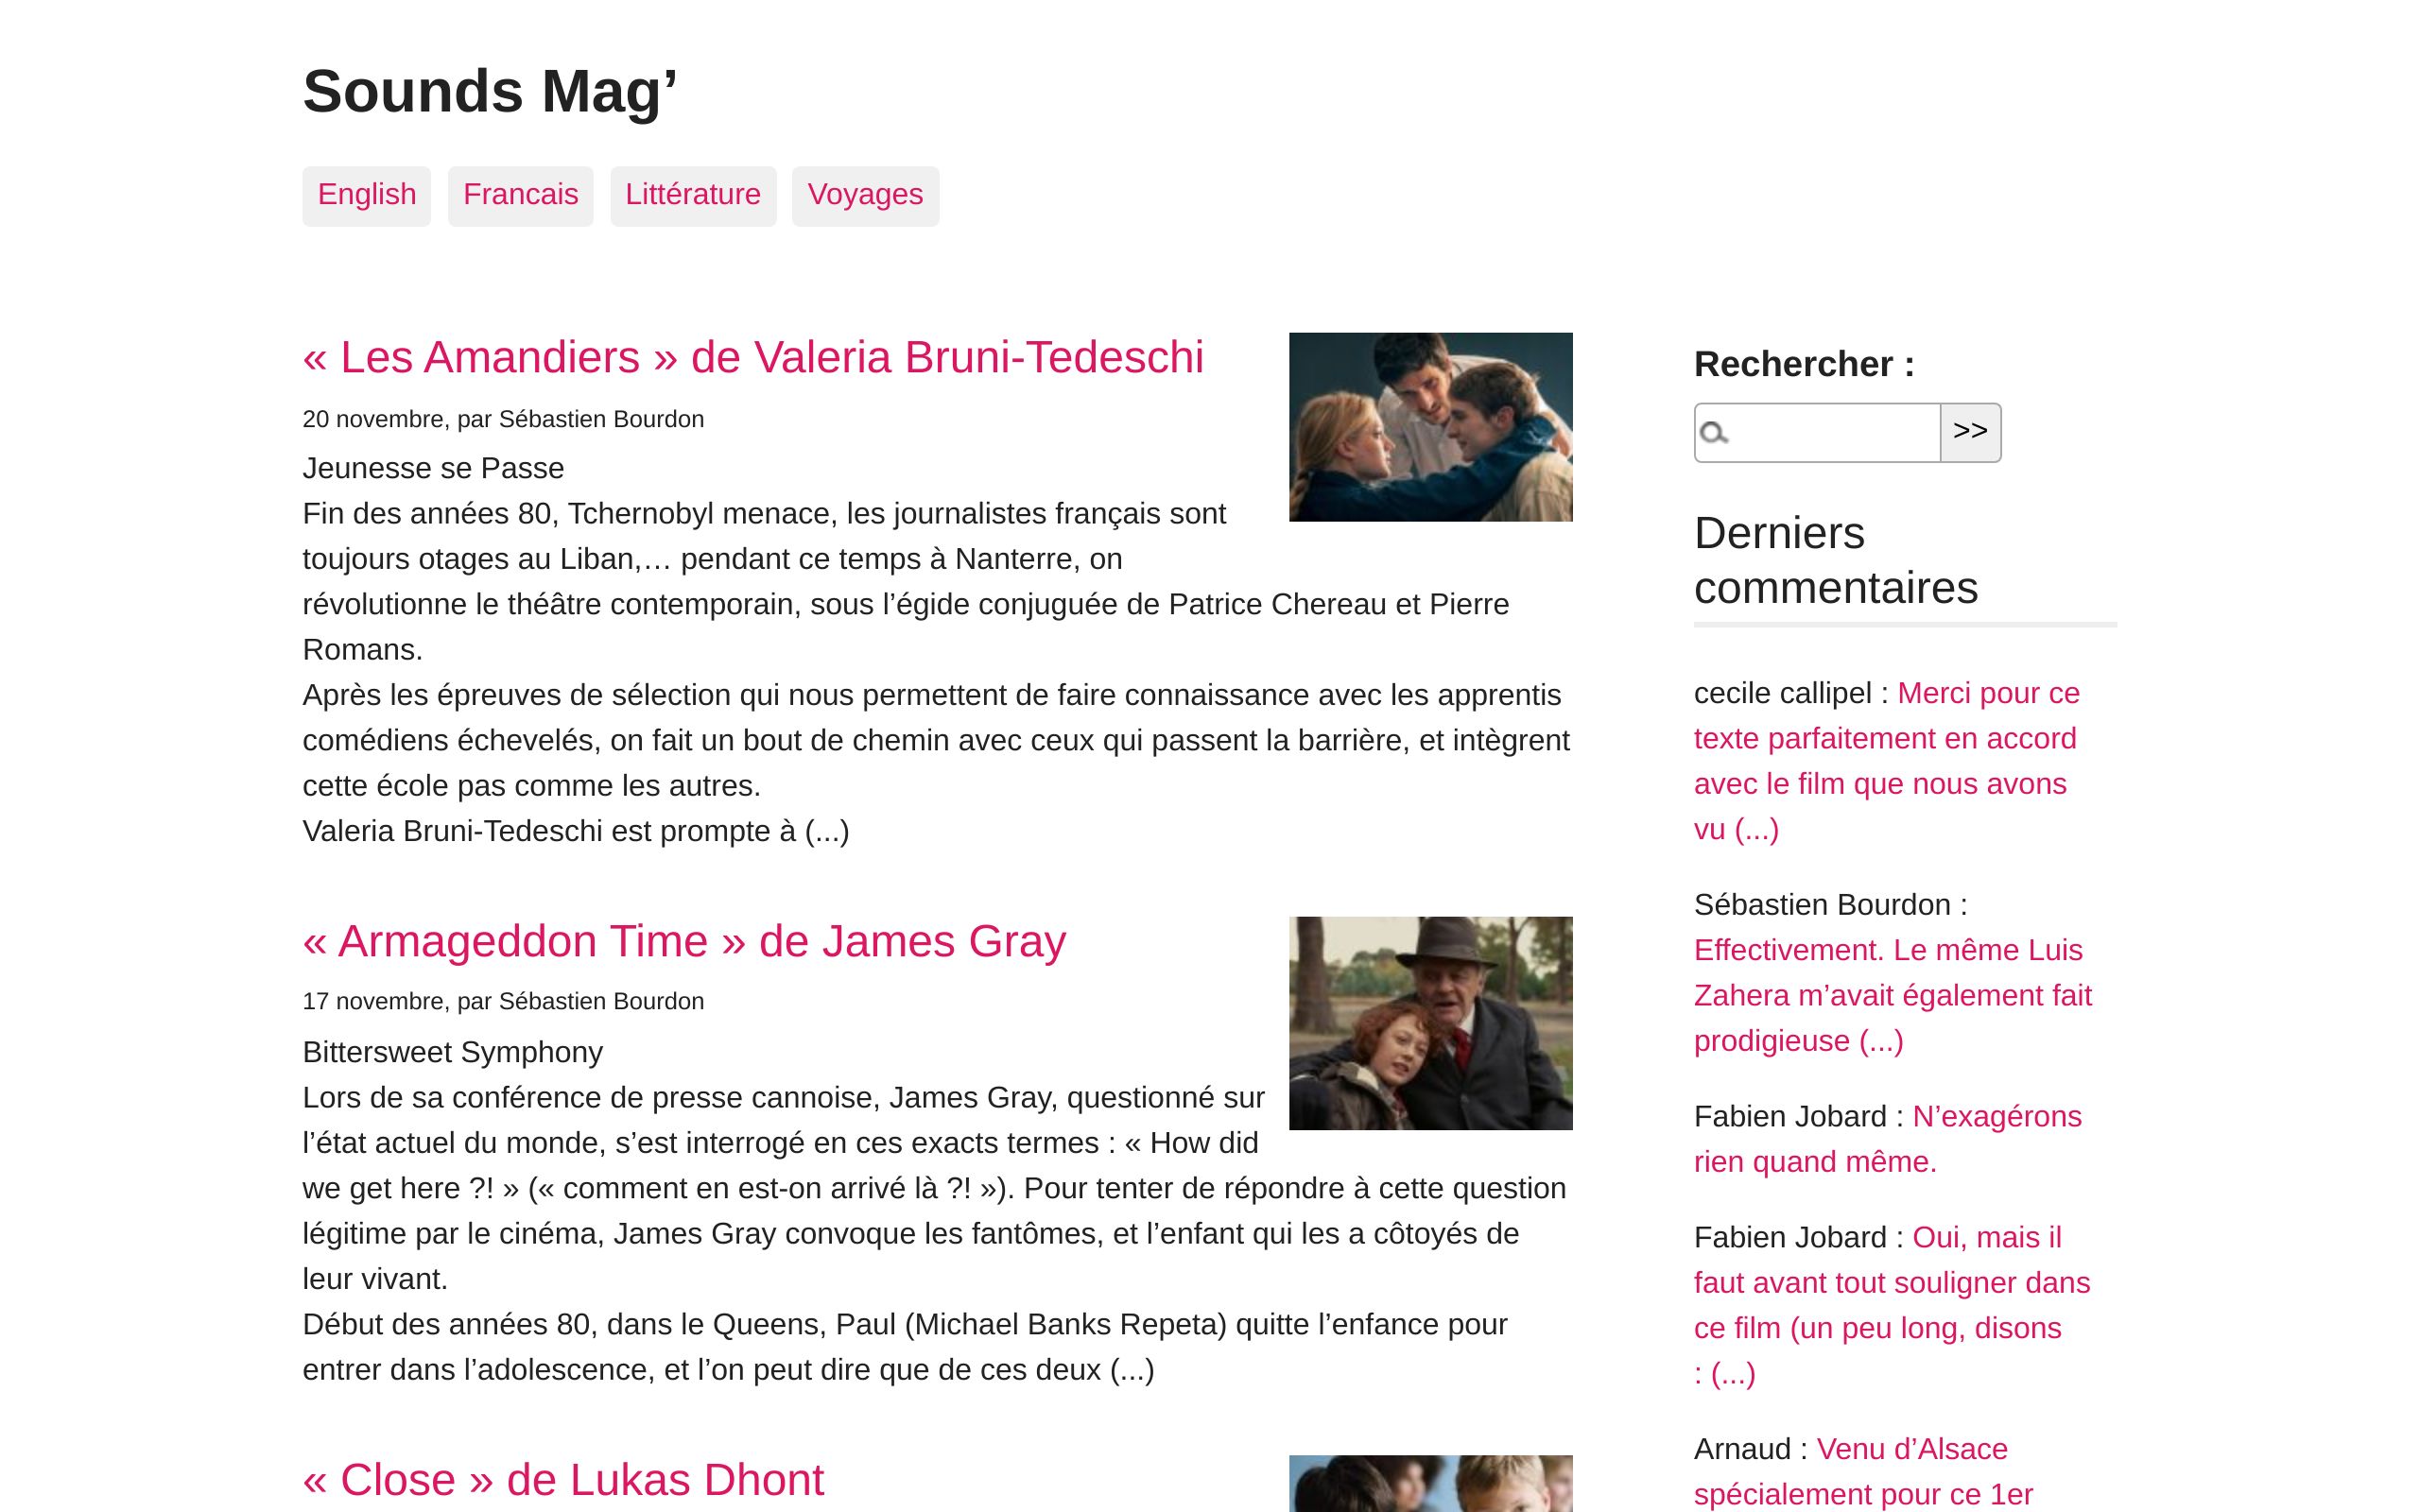 Sounds Mag’
English Francais Littérature Voyages
« Les Amandiers » de Valeria Bruni-Tedeschi
20 novembre, par Sébastien Bourdon
Jeunesse se Passe
Fin des années 80, Tchernobyl menace, les journalistes français sont
toujours otages au Liban,… pendant ce temps à Nanterre, on
révolutionne le théâtre contemporain, sous l’égide conjuguée de Patrice Chereau et Pierre
Romans.
Après les épreuves de sélection qui nous permettent de faire connaissance avec les apprentis
comédiens échevelés, on fait un bout de chemin avec ceux qui passent la barrière, et intègrent
cette école pas comme les autres.
Valeria Bruni-Tedeschi est prompte à (...)
« Armageddon Time » de James Gray
17 novembre, par Sébastien Bourdon
Bittersweet Symphony
Lors de sa conférence de presse cannoise, James Gray, questionné sur
l’état actuel du monde, s’est interrogé en ces exacts termes : « How did
we get here ?! » (« comment en est-on arrivé là ?! »). Pour tenter de répondre à cette question
légitime par le cinéma, James Gray convoque les fantômes, et l’enfant qui les a côtoyés de
leur vivant.
Début des années 80, dans le Queens, Paul (Michael Banks Repeta) quitte l’enfance pour
entrer dans l’adolescence, et l’on peut dire que de ces deux (...)
« Close » de Lukas Dhont
Rechercher :
>>
Derniers
commentaires
cecile callipel : Merci pour ce
texte parfaitement en accord
avec le film que nous avons
vu (...)
Sébastien Bourdon :
Effectivement. Le même Luis
Zahera m’avait également fait
prodigieuse (...)
Fabien Jobard : N’exagérons
rien quand même.
Fabien Jobard : Oui, mais il
faut avant tout souligner dans
ce film (un peu long, disons
: (...)
Arnaud : Venu d’Alsace
spécialement pour ce 1er